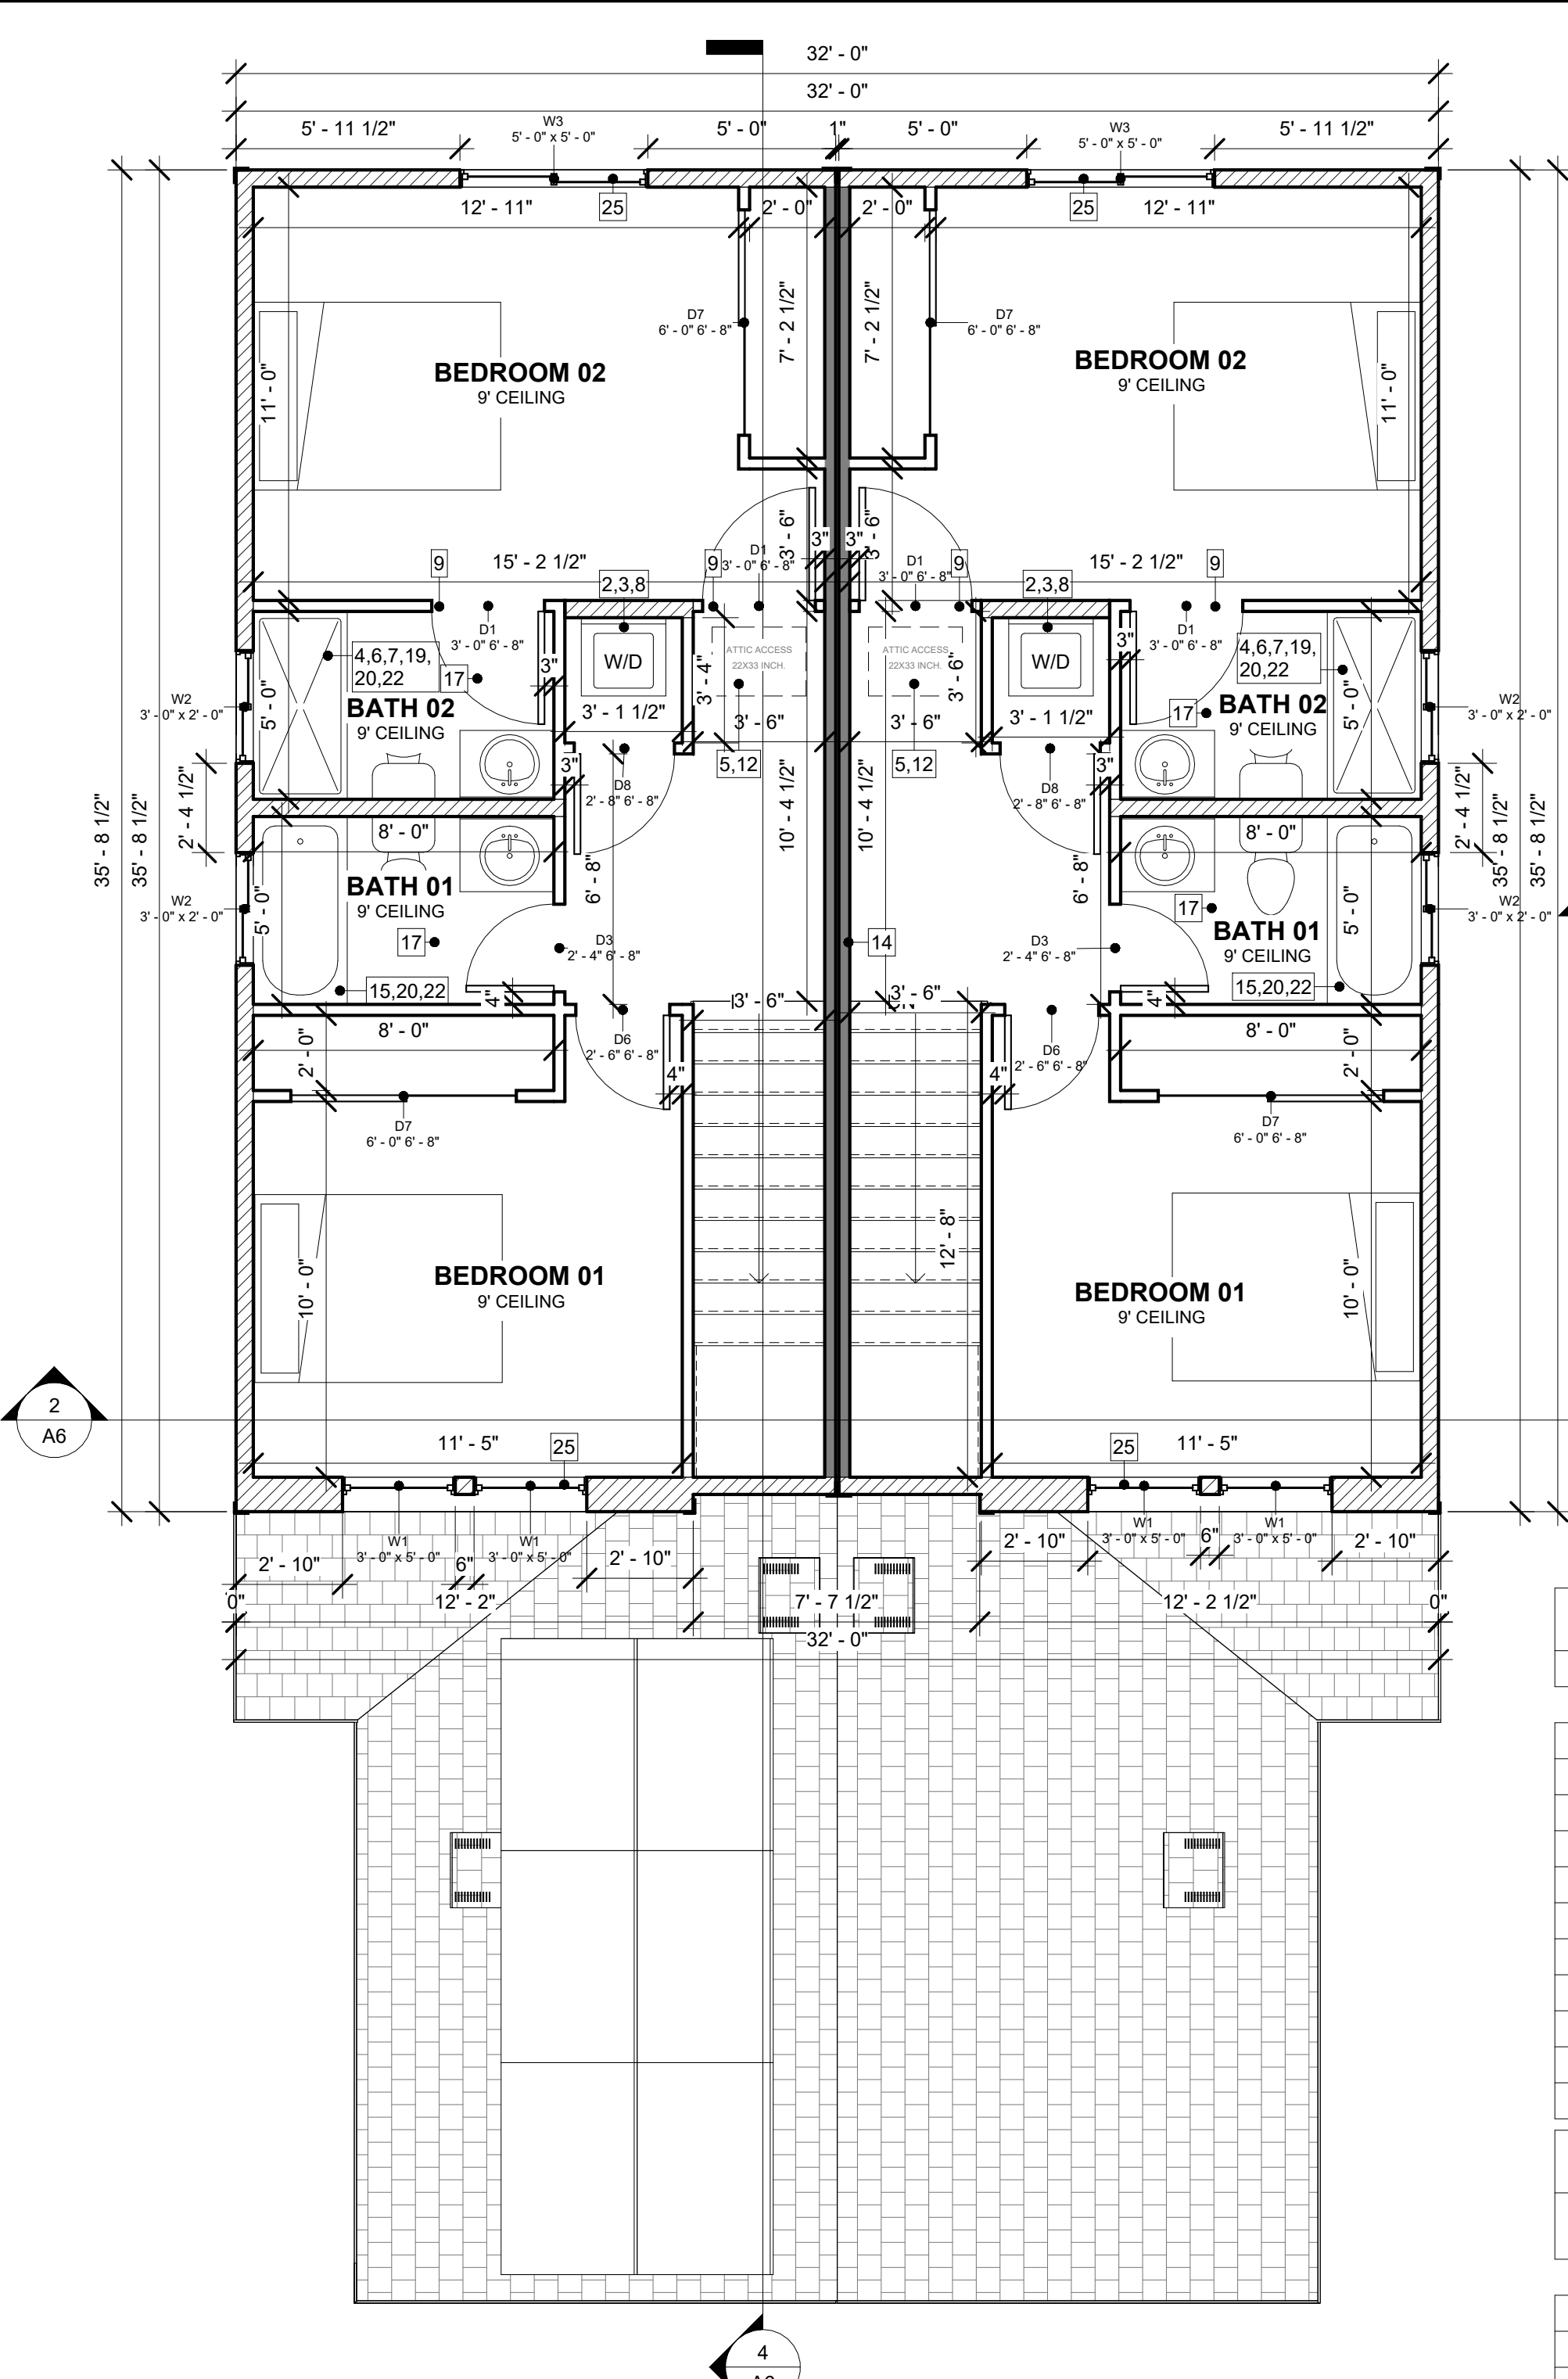 32' - 0"
32' - 0"
5' - 11 1/2"
W3
5' - 0" x 5' - 0"
5' - 0"
1"
5' - 0"
W3
5' - 0" x 5' - 0"
5' - 11 1/2"
12' - 11"
25
2' - 0"
2' - 0"
25
12' - 11"
D7
6' - 0" 6' - 8"
7' - 2 1/2"
7' - 2 1/2"
D7
6' - 0" 6' - 8"
11' - 0"
BEDROOM 02
9' CEILING
BEDROOM 02
9' CEILING
11' - 0"
3' - 6"
3' - 6"
3"
3"
9
15' - 2 1/2"
9
D1
3' - 0" 6' - 8"
D1
3' - 0" 6' - 8"
9
15' - 2 1/2"
9
2,3,8
2,3,8
D1
3' - 0" 6' - 8"
D1
3' - 0" 6' - 8"
4,6,7,19,
20,22
17
3"
W/D
3' - 4"
ATTIC ACCESS
22X33 INCH.
ATTIC ACCESS
22X33 INCH.
3' - 6"
W/D
3"
4,6,7,19,
20,22
17
W2
3' - 0" x 2' - 0"
5' - 0"
BATH 02
9' CEILING
3' - 1 1/2"
3' - 6"
3' - 6"
3' - 1 1/2"
BATH 02
9' CEILING
5' - 0"
W2
3' - 0" x 2' - 0"
3"
5,12
5,12
3"
D8
2' - 8" 6' - 8"
D8
2' - 8" 6' - 8"
35' - 8 1/2"
35' - 8 1/2"
2' - 4 1/2"
10' - 4 1/2"
10' - 4 1/2"
2' - 4 1/2"
35' - 8 1/2"
35' - 8 1/2"
8' - 0"
8' - 0"
BATH 01
9' CEILING
6' - 8"
6' - 8"
W2
3' - 0" x 2' - 0"
5' - 0"
17
17
BATH 01
9' CEILING
5' - 0"
W2
3' - 0" x 2' - 0"
D3
2' - 4" 6' - 8"
14
D3
2' - 4" 6' - 8"
15,20,22
4"
3' - 6"
3' - 6"
4"
15,20,22
8' - 0"
2' - 0"
D6
2' - 6" 6' - 8"
4"
4"
D6
2' - 6" 6' - 8"
8' - 0"
2' - 0"
D7
6' - 0" 6' - 8"
D7
6' - 0" 6' - 8"
12' - 8"
10' - 0"
BEDROOM 01
9' CEILING
BEDROOM 01
9' CEILING
10' - 0"
2
A6
11' - 5"
25
25
11' - 5"
2' - 10"
W1
3' - 0" x 5' - 0"
6"
W1
3' - 0" x 5' - 0"
2' - 10"
2' - 10"
W1
3' - 0" x 5' - 0"
6"
W1
3' - 0" x 5' - 0"
2' - 10"
0"
12' - 2"
7' - 7 1/2"
12' - 2 1/2"
0"
32' - 0"
4